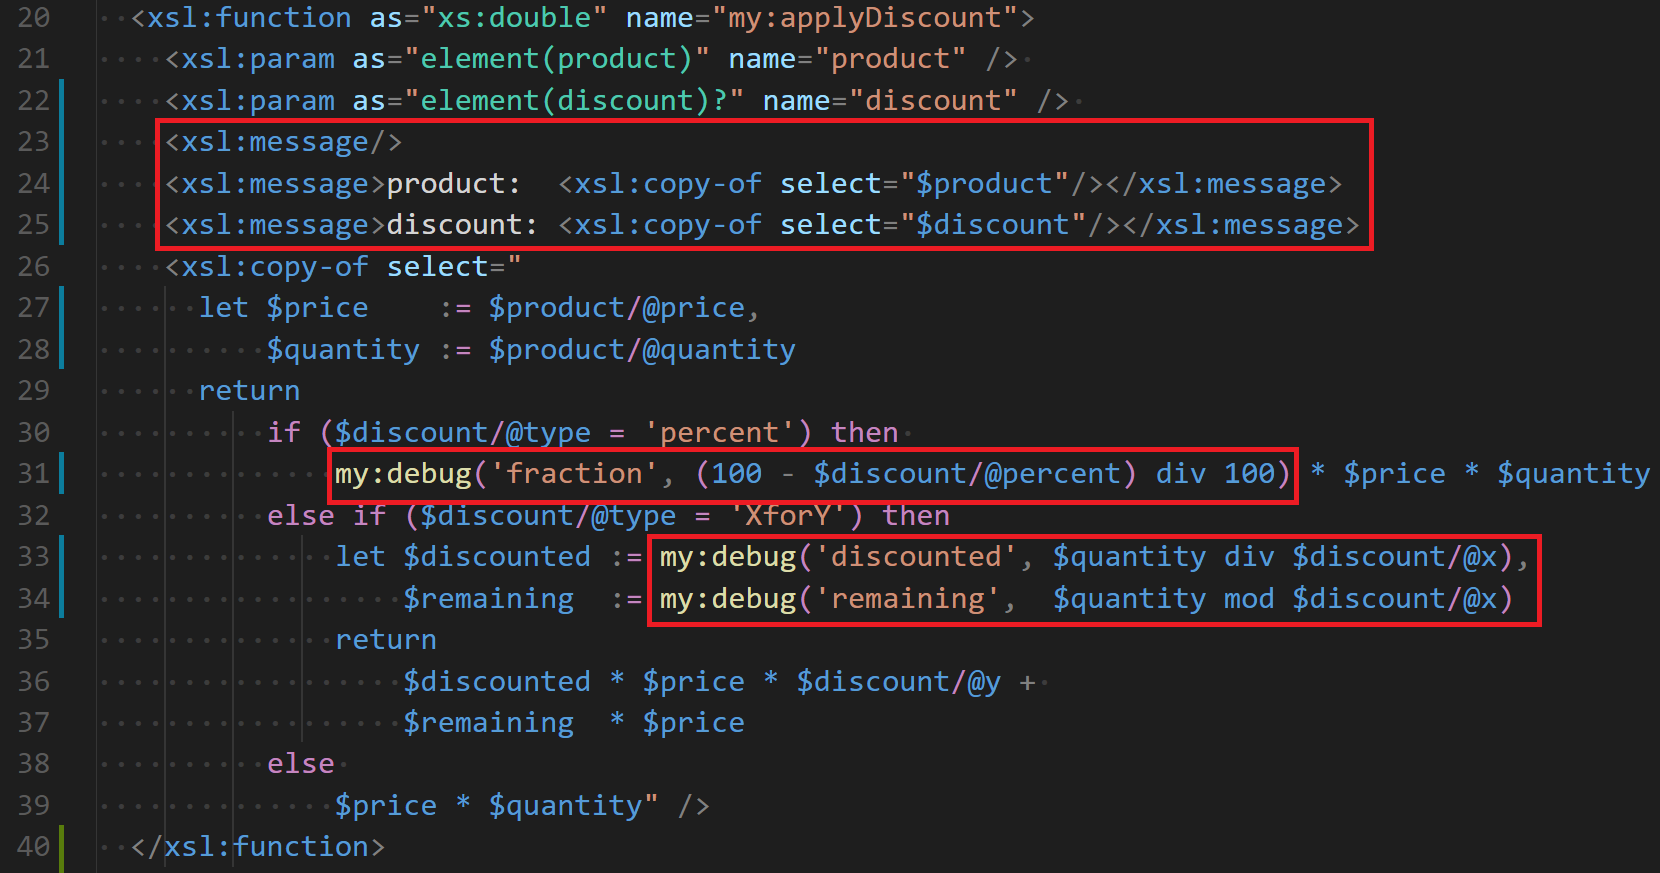 20 <xsl:function as="xs:double" name="my:applyDiscount">
21 <xsl:param as="element(product)" name="product" />
22 <xsl:param as="element(discount)?" name="discount" />
23 <xsl:message/>
24 <xsl:message>product:  <xsl:copy-of select="$product"/></xsl:message>
25 <xsl:message>discount: <xsl:copy-of select="$discount"/></xsl:message>
26 <xsl:copy-of select="
27 let $price    := $product/@price,
28 $quantity := $product/@quantity
29 return
30 if ($discount/@type = 'percent') then
31 my:debug('fraction', (100 - $discount/@percent) div 100) * $price * $quantity
32 else if ($discount/@type = 'XforY') then
33 let $discounted := my:debug('discounted', $quantity div $discount/@x),
34 $remaining  := my:debug('remaining',  $quantity mod $discount/@x)
35 return
36 $discounted * $price * $discount/@y +
37 $remaining  * $price
38 else
39 $price * $quantity" />
40 </xsl:function>